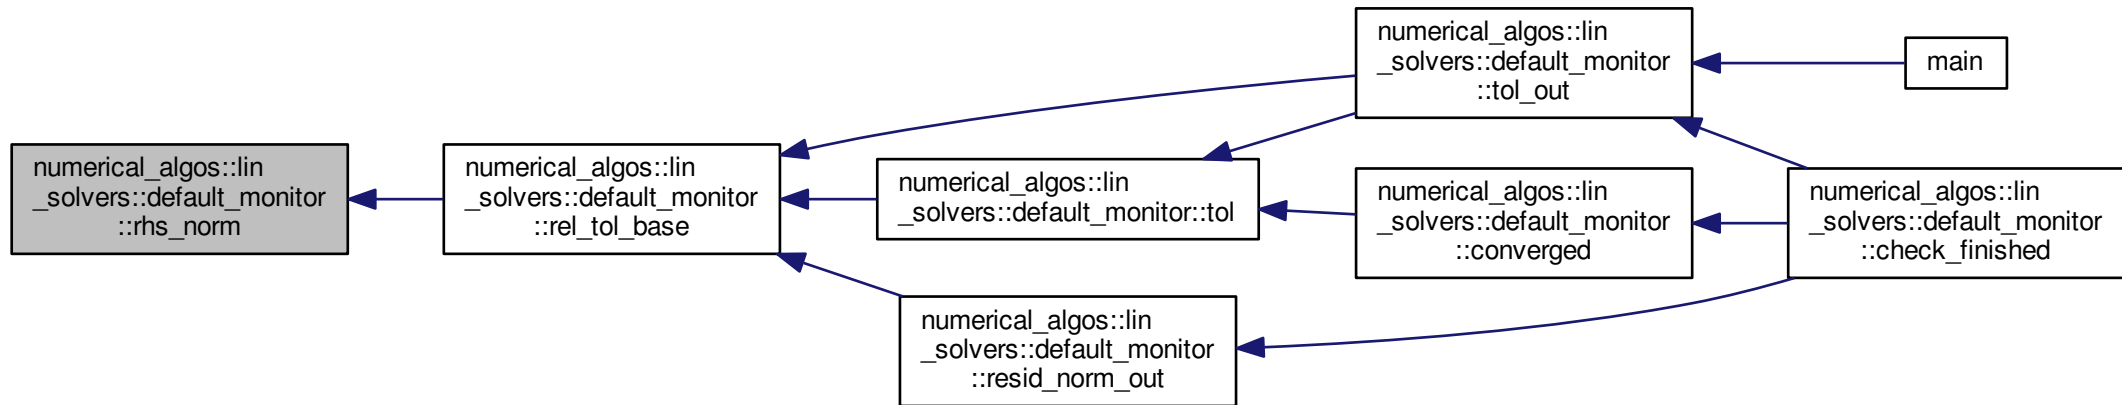 numerical_algos::lin
_solvers::default_monitor
::rhs_norm
numerical_algos::lin
_solvers::default_monitor
::rel_tol_base
numerical_algos::lin
_solvers::default_monitor::tol
numerical_algos::lin
_solvers::default_monitor
::resid_norm_out
numerical_algos::lin
_solvers::default_monitor
::tol_out
numerical_algos::lin
_solvers::default_monitor
::converged
main
numerical_algos::lin
_solvers::default_monitor
::check_finished